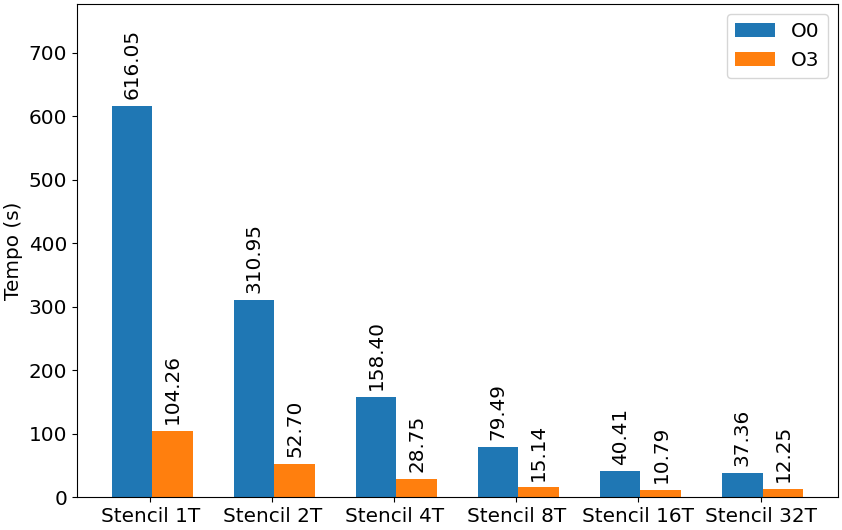 O0
O3
Tempo (s)
700
600
500
400
300
200
100
0
616.05
104.26
310.95
52.70
158.40
28.75
79.49
15.14
40.41
10.79
37.36
12.25
Stencil 1T
Stencil 2T
Stencil 4T
Stencil 8T
Stencil 16T
Stencil 32T